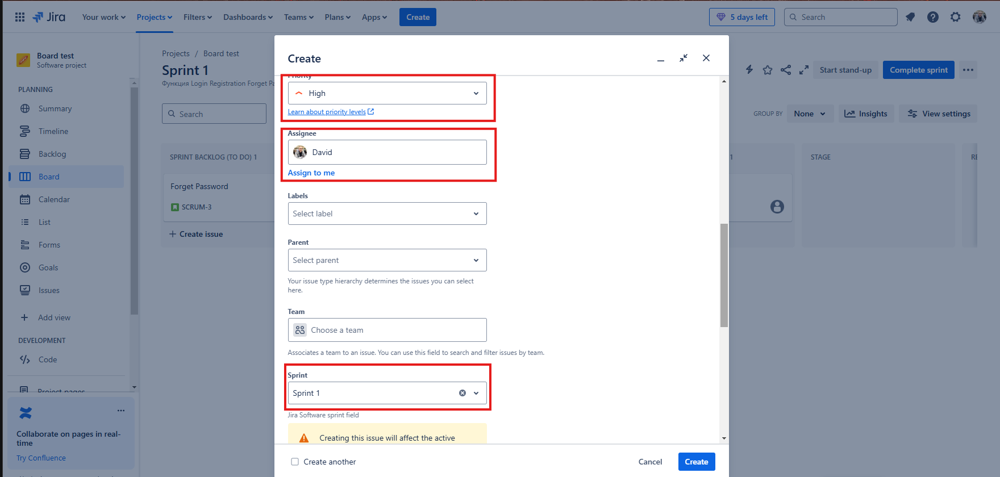 Jira
Your work
Projects
Filters
Dashboards
Teams
Plans
Apps
Create
5 days left
Search
Board test
Software project
PLANNING
Summary
Timeline
Backlog
Board
Calendar
List
Forms
Goals
Issues
Add view
DEVELOPMENT
Code
Project pages
Collaborate on pages in real-
time
Try Confluence
Projects / Board test
Sprint 1
Функция Login Registration Forget Pa
Search
Start stand-up
Complete sprint
GROUP BY
None
Insights
View settings
SPRINT BACKLOG (TO DO) 1
Forget Password
SCRUM-3
Create issue
1
STAGE
RE
Create
Priority
High
Learn about priority levels
Assignee
David
Assign to me
Labels
Select label
Parent
Select parent
Your issue type hierarchy determines the issues you can select
here.
Team
Choose a team
Associates a team to an issue. You can use this field to search and filter issues by team.
Sprint
Sprint 1
Jira Software sprint field
Creating this issue will affect the active
Create another
Cancel
Create